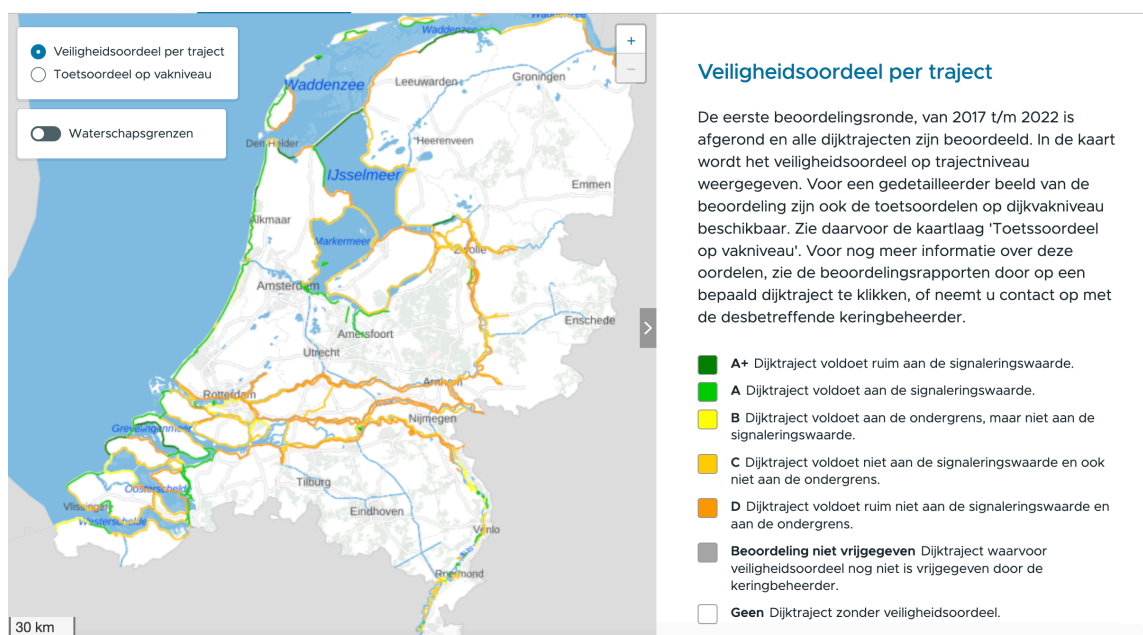 Veiligheidsoordeel per traject
Toetsoordeel op vakniveau
Waterschapsgrenzen
+
−
Waddenzee
Waddenzee
Waddenzee
Leeuwarden
Groningen
Den Helder
Heerenveen
IJsselmeer
Emmen
Alkmaar
Markermeer
Zwolle
Amsterdam
Enschede
Amersfoort
Utrecht
Arnhem
Rotterdam
Nijmegen
Grevelingenmeer
Tilburg
Oosterschelde
Eindhoven
Vlissingen
Westerschelde
Venlo
Roermond
30 km
Veiligheidsoordeel per traject
De eerste beoordelingsronde, van 2017 t/m 2022 is
afgerond en alle dijktrajecten zijn beoordeeld. In de kaart
wordt het veiligheidsoordeel op trajectniveau
weergegeven. Voor een gedetailleerder beeld van de
beoordeling zijn ook de toetsoordelen op dijkvakniveau
beschikbaar. Zie daarvoor de kaartlaag 'Toetssoordeel
op vakniveau'. Voor nog meer informatie over deze
oordelen, zie de beoordelingsrapporten door op een
bepaald dijktraject te klikken, of neemt u contact op met
de desbetreffende keringbeheerder.
A+ Dijktraject voldoet ruim aan de signaleringswaarde.
A Dijktraject voldoet aan de signaleringswaarde.
B Dijktraject voldoet aan de ondergrens, maar niet aan de
signaleringswaarde.
C Dijktraject voldoet niet aan de signaleringswaarde en ook
niet aan de ondergrens.
D Dijktraject voldoet ruim niet aan de signaleringswaarde en
aan de ondergrens.
Beoordeling niet vrijgegeven Dijktraject waarvoor
veiligheidsoordeel nog niet is vrijgegeven door de
keringbeheerder.
Geen Dijktraject zonder veiligheidsoordeel.